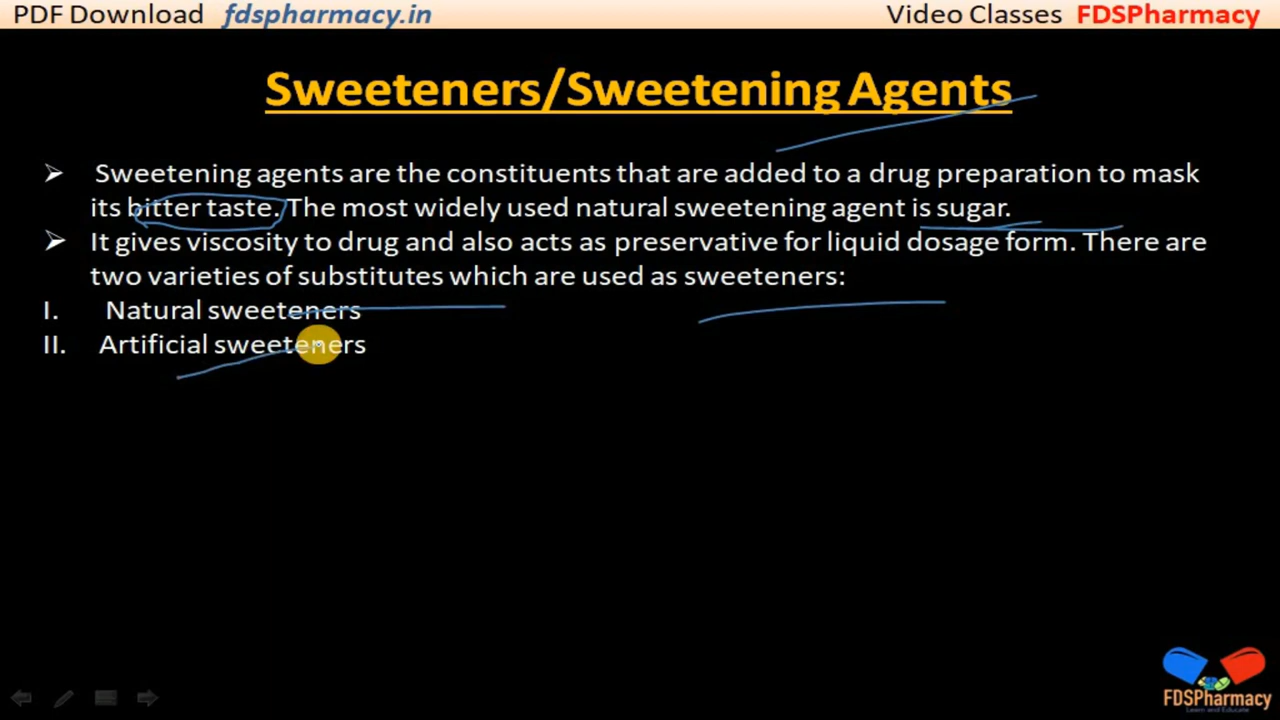 PDF Download fdspharmacy.in Video Classes FDSPharmacy
Sweeteners/Sweetening Agents
➢ Sweetening agents are the constituents that are added to a drug preparation to mask
its bitter taste. The most widely used natural sweetening agent is sugar.
➢ It gives viscosity to drug and also acts as preservative for liquid dosage form. There are
two varieties of substitutes which are used as sweeteners:
I. Natural sweeteners
II. Artificial sweeteners
FDSPharmacy
Learn and Educate